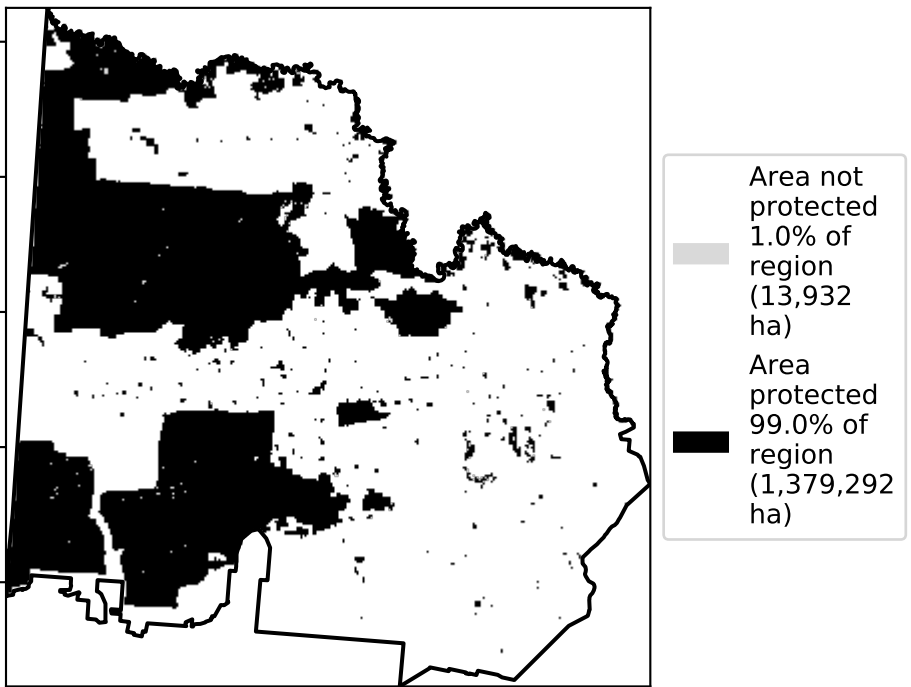 Area not
protected
1.0% of
region
(13,932
ha)
Area
protected
99.0% of
region
(1,379,292
ha)